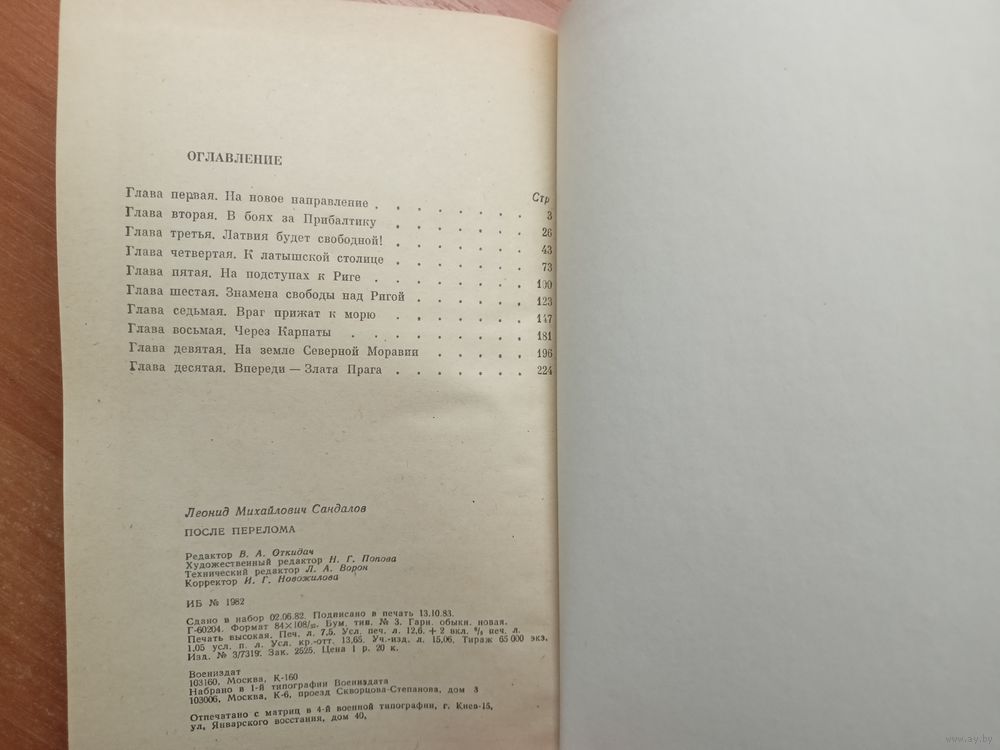 ОГЛАВЛЕНИЕ
Стр
Глава первая. На новое направление . . . . . . . . 3
Глава вторая. В боях за Прибалтику . . . . . . . 26
Глава третья. Латвия будет свободной! . . . . . . . 43
Глава четвертая. К латышской столице . . . . . . . 73
Глава пятая. На подступах к Риге . . . . . . . . 100
Глава шестая. Знамена свободы над Ригой . . . . . . 123
Глава седьмая. Враг прижат к морю . . . . . . . 147
Глава восьмая. Через Карпаты . . . . . . . . 181
Глава девятая. На земле Северной Моравии . . . . . 196
Глава десятая. Впереди — Злата Прага . . . . . . . 224
Леонид Михайлович Сандалов
ПОСЛЕ ПЕРЕЛОМА
Редактор В. А. Откидач
Художественный редактор Н. Г. Попова
Технический редактор Л. А. Ворон
Корректор И. Г. Новожилова
ИБ № 1982
Сдано в набор 02.06.82. Подписано в печать 13.10.83.
Г-60204. Формат 84×108/32. Бум. тип. № 3. Гарн. обыкн. новая.
Печать высокая. Печ. л. 7,5. Усл. печ. л. 12,6. + 2 вкл. печ. л.
1,05 усл. п. л. Усл. кр.-отт. 13,65. Уч.-изд. л. 15,06. Тираж 65 000 экз.
Изд. № 3/7319. Зак. 2525. Цена 1 р. 20 к.
Воениздат
103160, Москва, К-160
Набрано в 1-й типографии Воениздата
103006, Москва, К-6, проезд Скворцова-Степанова, дом 3
Отпечатано с матриц в 4-й военной типографии, г. Киев-15,
ул, Январского восстания, дом 40,
www.ay.by